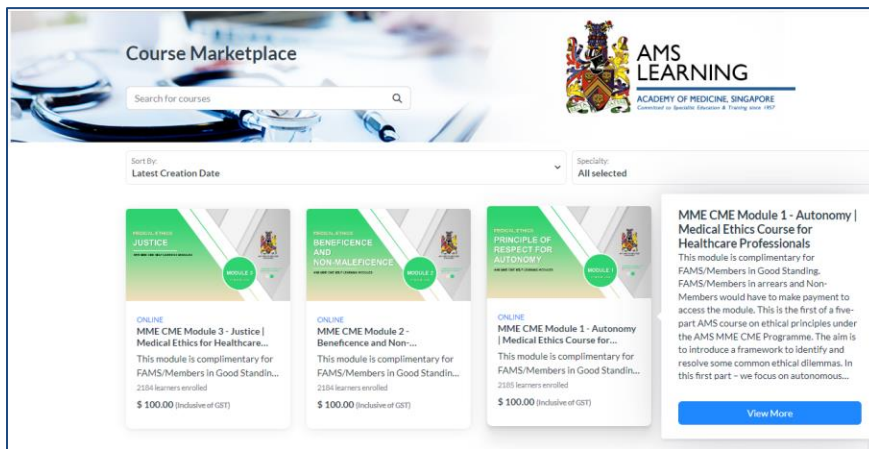 Course Marketplace
Search for courses
AMS
LEARNING
ACADEMY OF MEDICINE, SINGAPORE
Committed to Specialist Education & Training since 1957
Sort By:
Latest Creation Date
Specialty:
All selected
MEDICAL ETHICS
JUSTICE
MODULE 3
ONLINE
MME CME Module 3 - Justice |
Medical Ethics for Healthcare...
This module is complimentary for
FAMS/Members in Good Standin...
2184 learners enrolled
$ 100.00 (Inclusive of GST)
MEDICAL ETHICS
BENEFICENCE
AND
NON-MALEFICENCE
MODULE 2
ONLINE
MME CME Module 2 -
Beneficence and Non-...
This module is complimentary for
FAMS/Members in Good Standin...
2184 learners enrolled
$ 100.00 (Inclusive of GST)
MEDICAL ETHICS
PRINCIPLE OF
RESPECT FOR
AUTONOMY
MODULE 1
ONLINE
MME CME Module 1 - Autonomy
| Medical Ethics Course for...
This module is complimentary for
FAMS/Members in Good Standin...
2185 learners enrolled
$ 100.00 (Inclusive of GST)
MME CME Module 1 - Autonomy |
Medical Ethics Course for
Healthcare Professionals
This module is complimentary for
FAMS/Members in Good Standing.
FAMS/Members in arrears and Non-
Members would have to make payment to
access the module. This is the first of a five-
part AMS course on ethical principles under
the AMS MME CME Programme. The aim is
to introduce a framework to identify and
resolve some common ethical dilemmas. In
this first part – we focus on autonomous...
View More